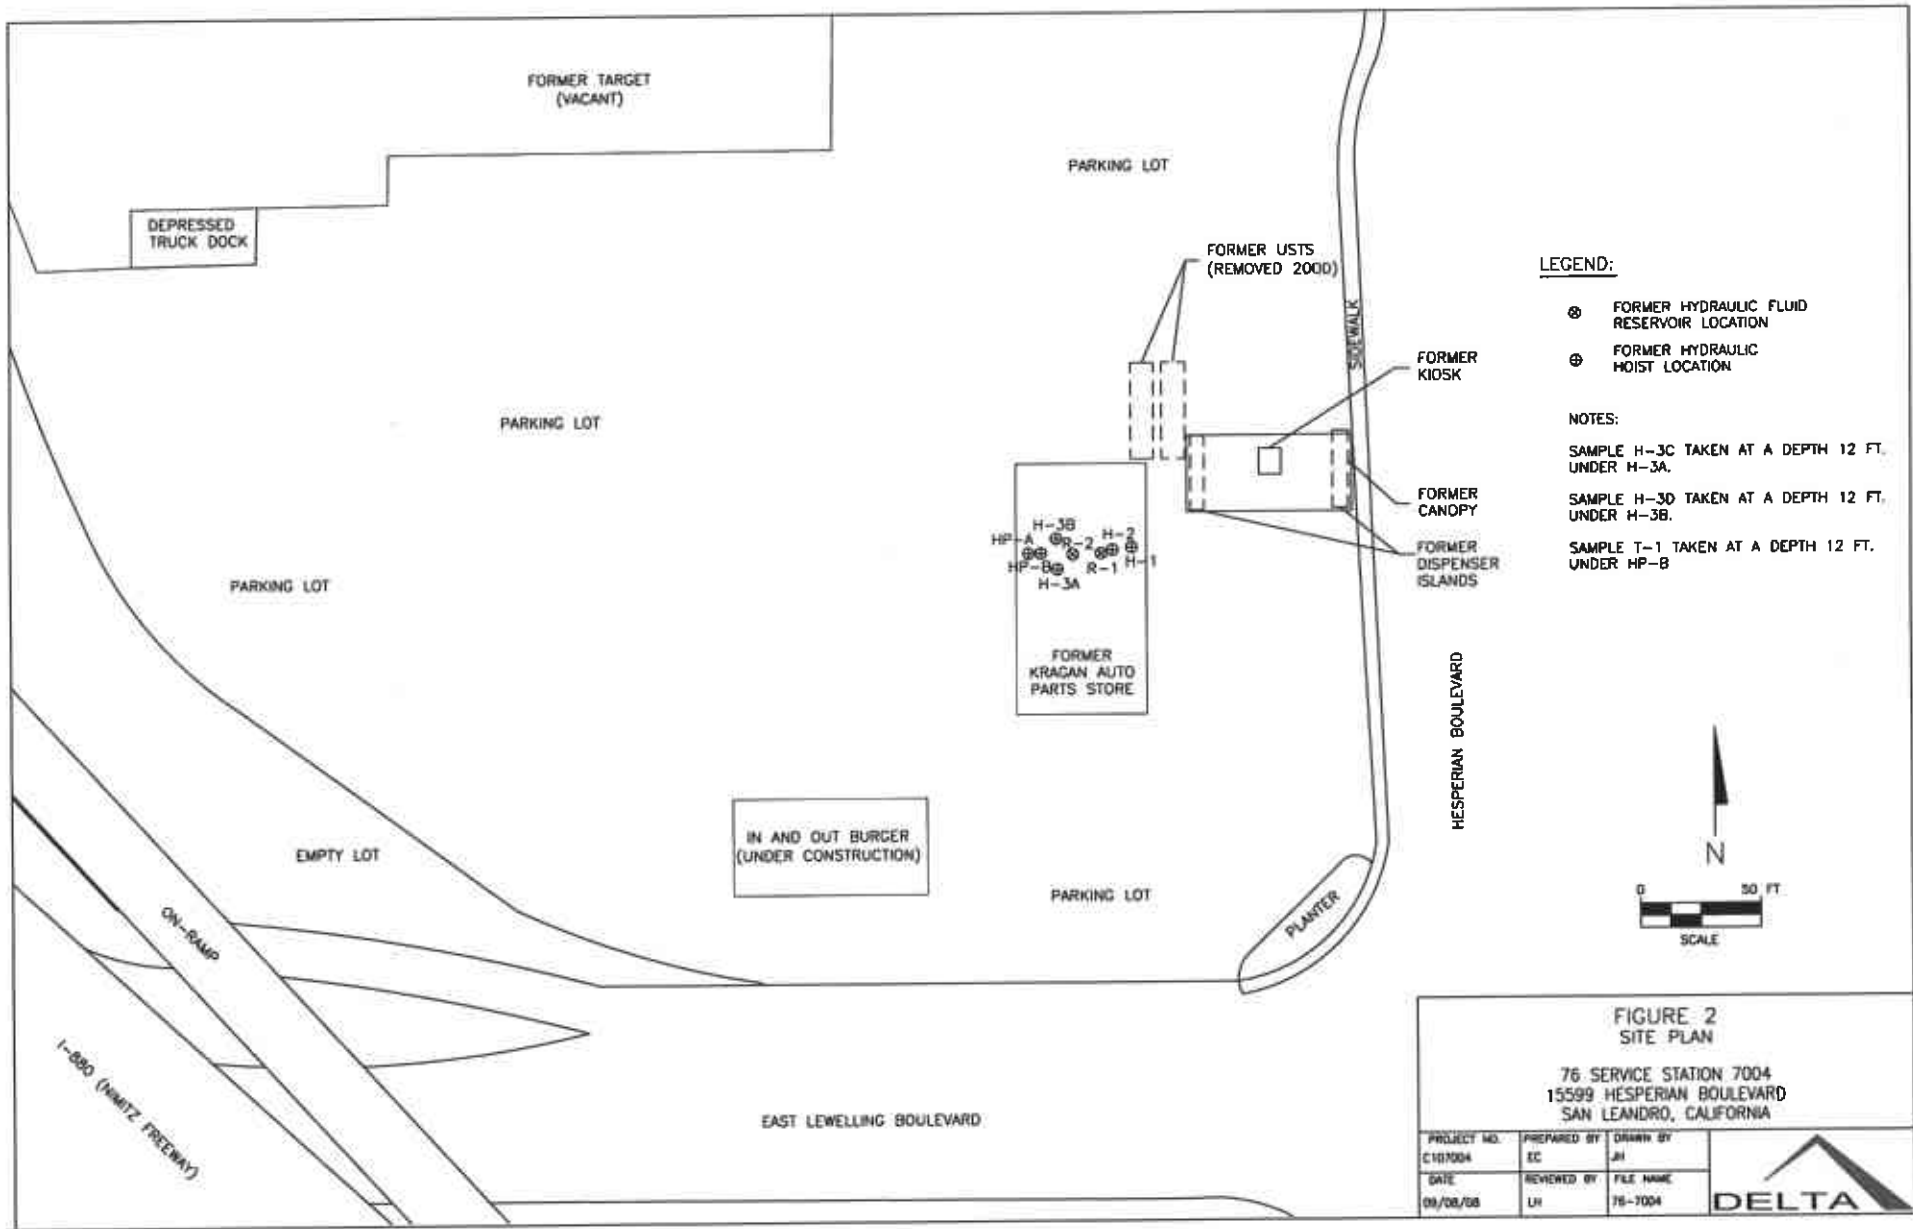 FORMER TARGET
(VACANT)
PARKING LOT
DEPRESSED
TRUCK DOCK
FORMER USTS
(REMOVED 2000)
LEGEND:
FORMER HYDRAULIC FLUID
RESERVOIR LOCATION
FORMER HYDRAULIC
HOIST LOCATION
SIDEWALK
FORMER
KIOSK
PARKING LOT
NOTES:
SAMPLE H-3C TAKEN AT A DEPTH 12 FT.
UNDER H-3A.
SAMPLE H-3D TAKEN AT A DEPTH 12 FT.
UNDER H-3B.
SAMPLE T-1 TAKEN AT A DEPTH 12 FT.
UNDER HP-B
FORMER
CANOPY
FORMER
DISPENSER
ISLANDS
H-3B
HP-A
R-2
H-2
HP-B
R-1
H-1
H-3A
PARKING LOT
FORMER
KRAGAN AUTO
PARTS STORE
HESPERIAN BOULEVARD
IN AND OUT BURGER
(UNDER CONSTRUCTION)
EMPTY LOT
PARKING LOT
PLANTER
N
0 50 FT
SCALE
ON-RAMP
I-880 (NIMITZ FREEWAY)
EAST LEWELLING BOULEVARD
FIGURE 2
SITE PLAN
76 SERVICE STATION 7004
15599 HESPERIAN BOULEVARD
SAN LEANDRO, CALIFORNIA
PROJECT NO. PREPARED BY DRAWN BY
C107004 EC JH
DATE REVIEWED BY FILE NAME
09/08/08 LH 76-7004
DELTA